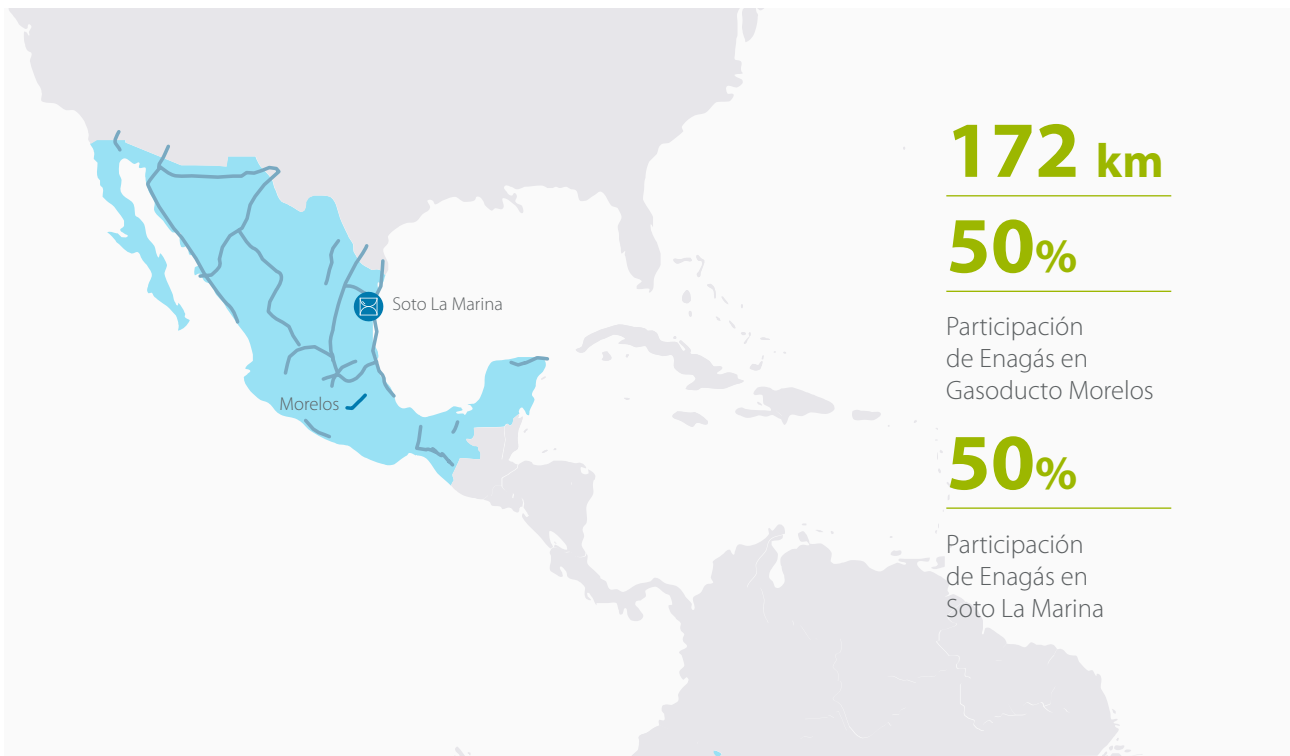 Soto La Marina
Morelos
172 km
50%
Participación
de Enagás en
Gasoducto Morelos
50%
Participación
de Enagás en
Soto La Marina